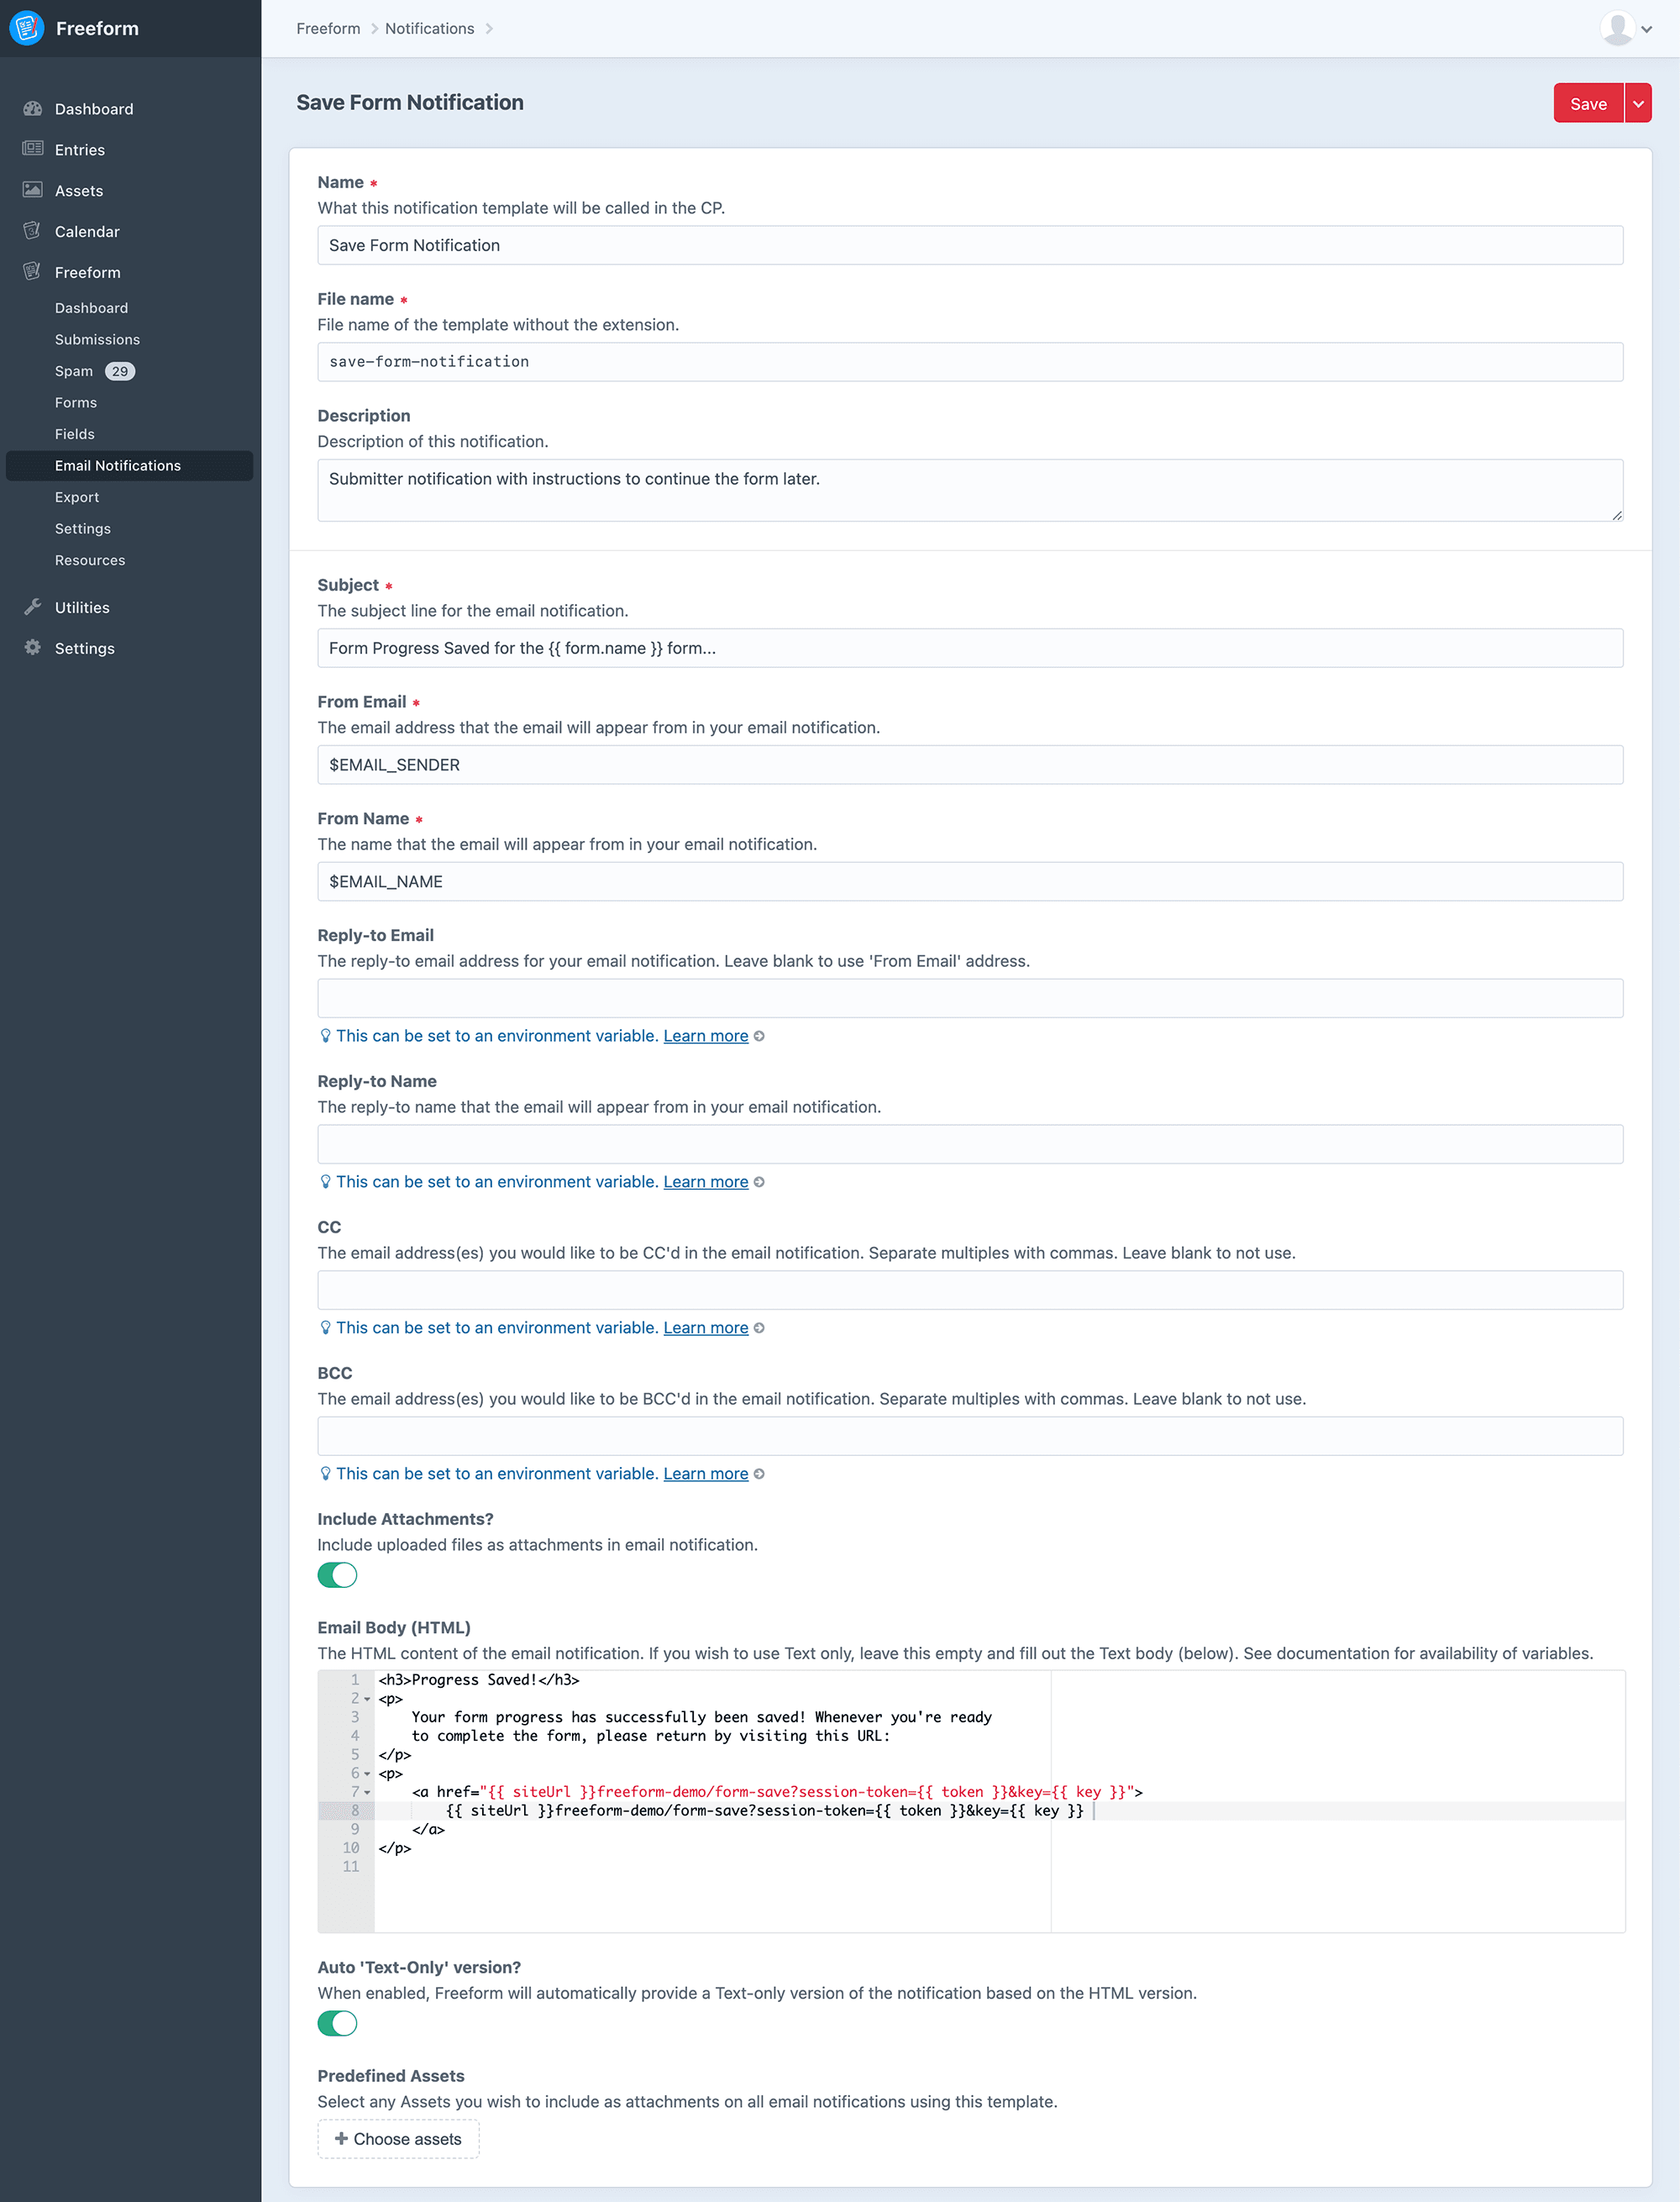 Freeform
Freeform Notifications
Dashboard
Entries
Assets
Calendar
Freeform
Dashboard
Submissions
Spam 29
Forms
Fields
Email Notifications
Export
Settings
Resources
Utilities
Settings
Save Form Notification
Save
Name *
What this notification template will be called in the CP.
Save Form Notification
File name *
File name of the template without the extension.
save-form-notification
Description
Description of this notification.
Submitter notification with instructions to continue the form later.
Subject *
The subject line for the email notification.
Form Progress Saved for the {{ form.name }} form...
From Email *
The email address that the email will appear from in your email notification.
$EMAIL_SENDER
From Name *
The name that the email will appear from in your email notification.
$EMAIL_NAME
Reply-to Email
The reply-to email address for your email notification. Leave blank to use 'From Email' address.
This can be set to an environment variable. Learn more
Reply-to Name
The reply-to name that the email will appear from in your email notification.
This can be set to an environment variable. Learn more
CC
The email address(es) you would like to be CC'd in the email notification. Separate multiples with commas. Leave blank to not use.
This can be set to an environment variable. Learn more
BCC
The email address(es) you would like to be BCC'd in the email notification. Separate multiples with commas. Leave blank to not use.
This can be set to an environment variable. Learn more
Include Attachments?
Include uploaded files as attachments in email notification.
Email Body (HTML)
The HTML content of the email notification. If you wish to use Text only, leave this empty and fill out the Text body (below). See documentation for availability of variables.
1 <h3>Progress Saved!</h3>
2 <p>
3 Your form progress has successfully been saved! Whenever you're ready
4 to complete the form, please return by visiting this URL:
5 </p>
6 <p>
7 <a href="{{ siteUrl }}freeform-demo/form-save?session-token={{ token }}&key={{ key }}">
8 {{ siteUrl }}freeform-demo/form-save?session-token={{ token }}&key={{ key }}
9 </a>
10 </p>
11
Auto 'Text-Only' version?
When enabled, Freeform will automatically provide a Text-only version of the notification based on the HTML version.
Predefined Assets
Select any Assets you wish to include as attachments on all email notifications using this template.
+ Choose assets